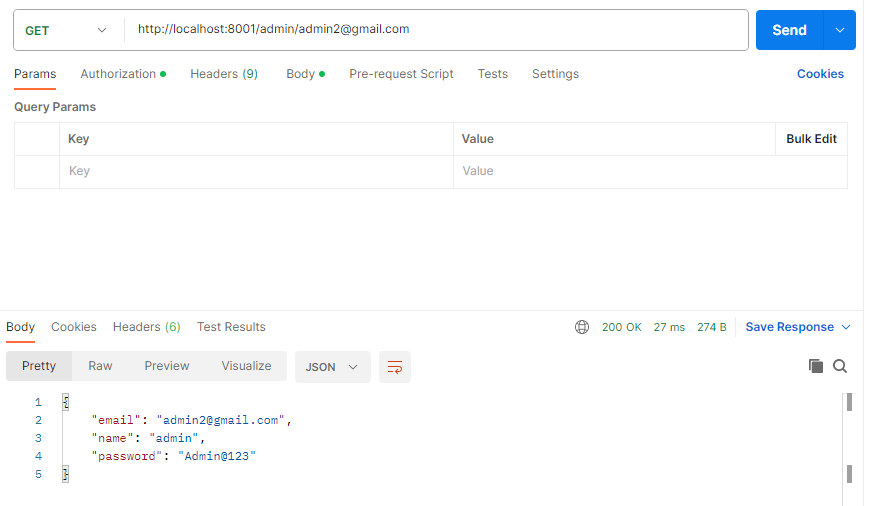 GET http://localhost:8001/admin/admin2@gmail.com Send
Params Authorization Headers (9) Body Pre-request Script Tests Settings Cookies
Query Params
Key Value Bulk Edit
Key Value
Body Cookies Headers (6) Test Results 200 OK 27 ms 274 B Save Response
Pretty Raw Preview Visualize JSON
1 {
2 "email": "admin2@gmail.com",
3 "name": "admin",
4 "password": "Admin@123"
5 }